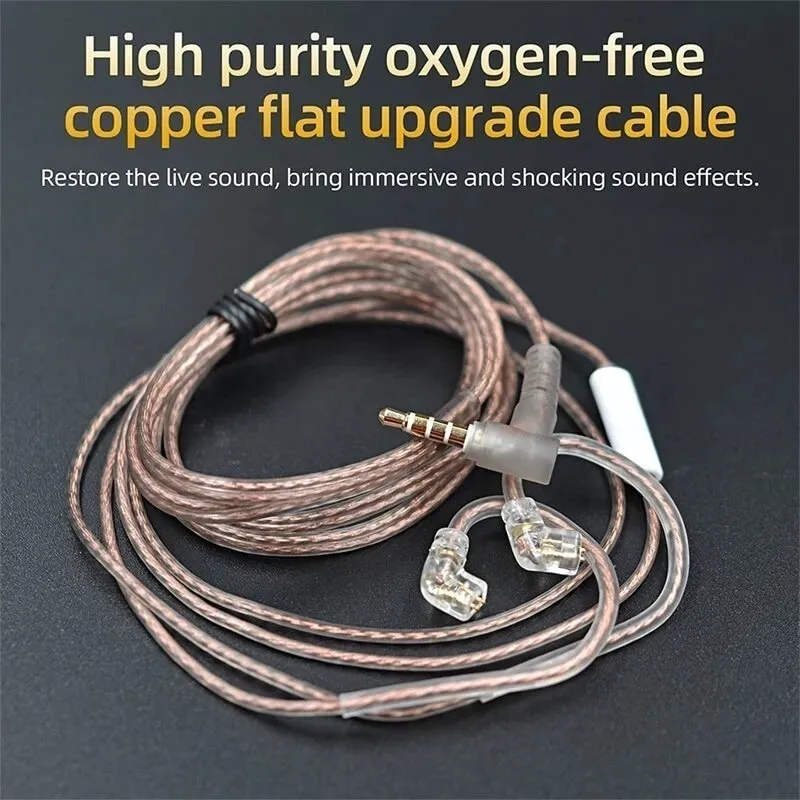 High purity oxygen-free
copper flat upgrade cable
Restore the live sound, bring immersive and shocking sound effects.